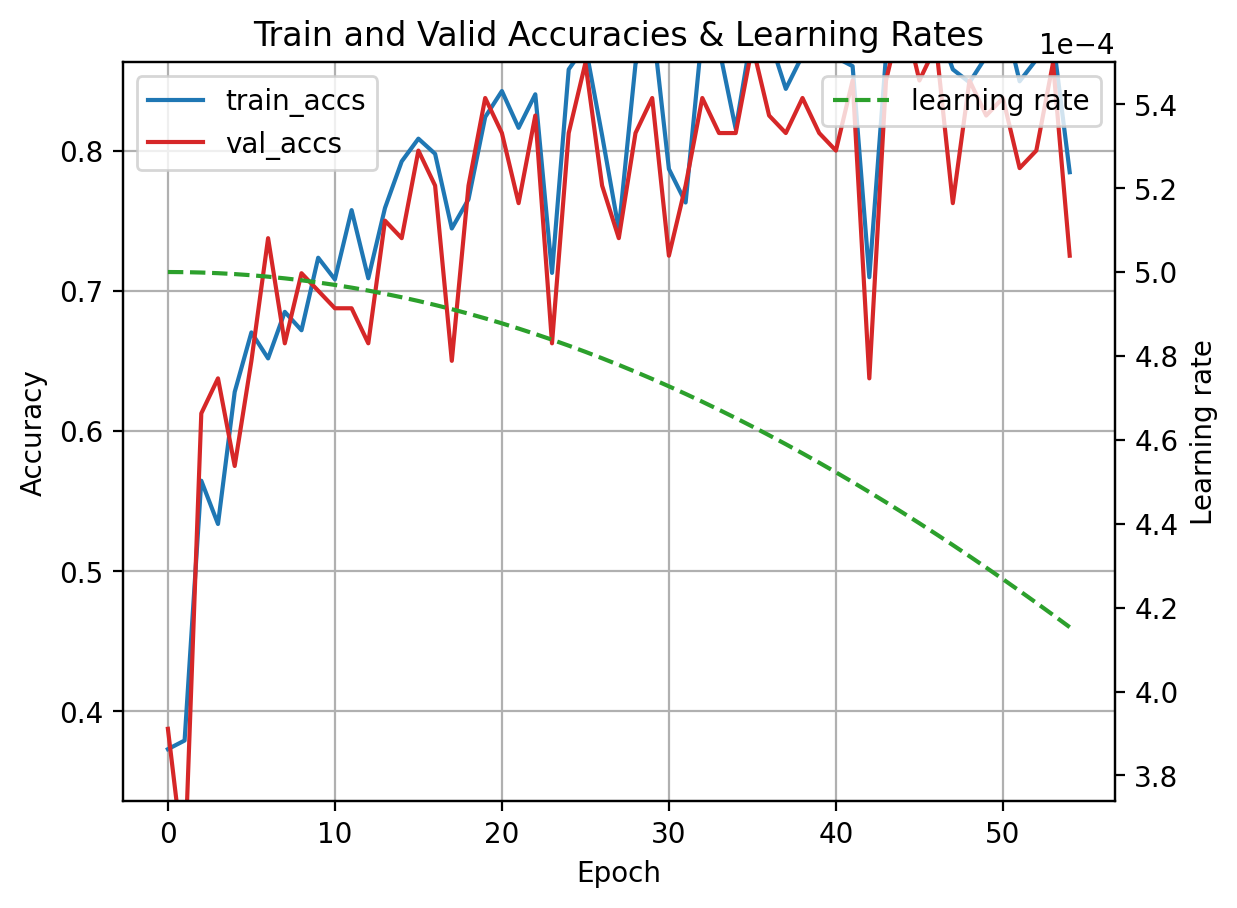 Train and Valid Accuracies & Learning Rates
1e−4
train_accs
val_accs
learning rate
0.8
0.7
0.6
0.5
0.4
Accuracy
5.4
5.2
5.0
4.8
4.6
4.4
4.2
4.0
3.8
Learning rate
0 10 20 30 40 50
Epoch